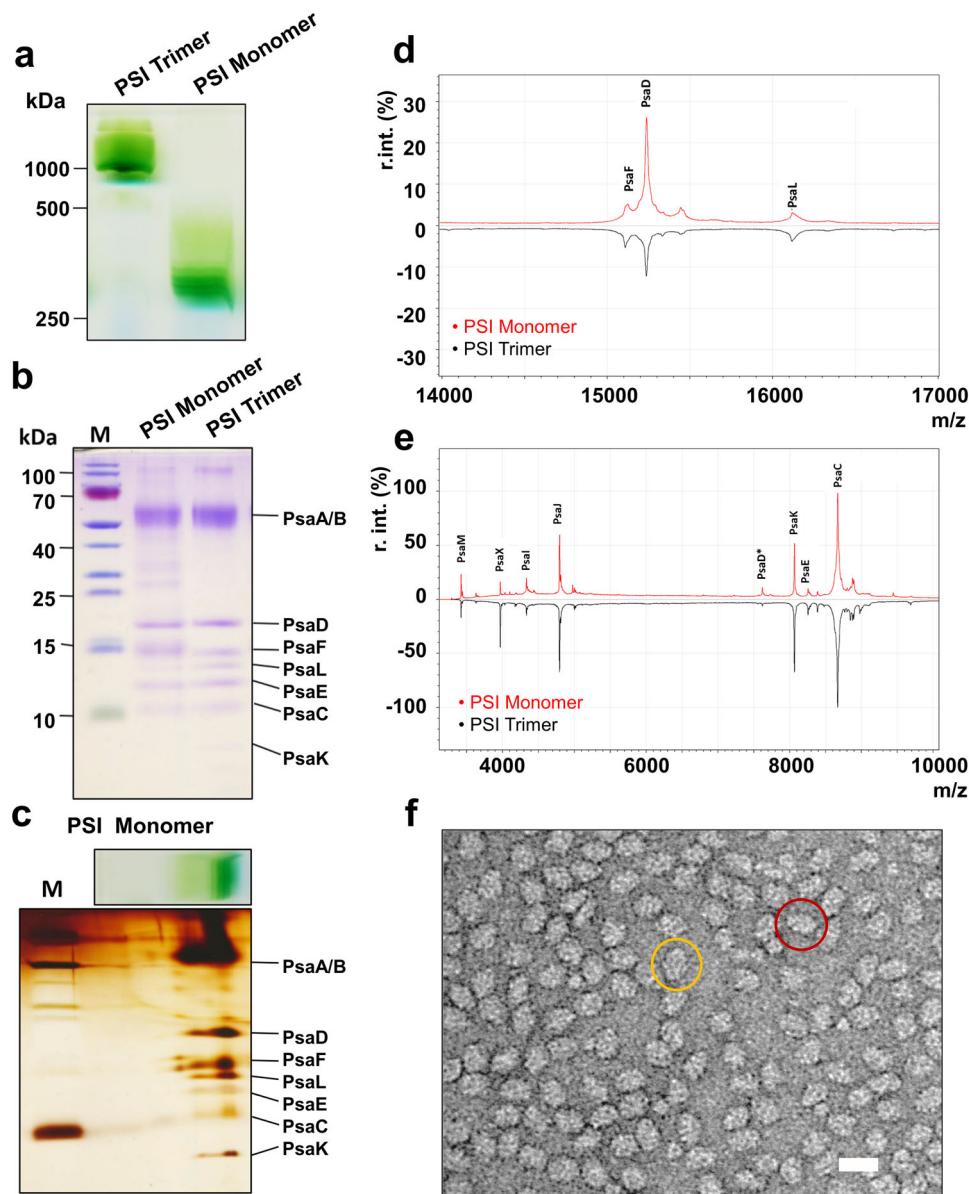 a
PSI Trimer
PSI Monomer
kDa
1000
500
250
b
PSI Monomer
PSI Trimer
kDa
M
100
70
40
25
15
10
PsaA/B
PsaD
PsaF
PsaL
PsaE
PsaC
PsaK
c
PSI Monomer
M
PsaA/B
PsaD
PsaF
PsaL
PsaE
PsaC
PsaK
d
r.int. (%)
30
20
10
0
-10
-20
-30
PsaF
PsaD
PsaL
• PSI Monomer
• PSI Trimer
14000 15000 16000 17000
m/z
e
r. int. (%)
100
50
0
-50
-100
PsaM
PsaX
PsaI
PsaJ
PsaD*
PsaK
PsaE
PsaC
• PSI Monomer
• PSI Trimer
4000 6000 8000 10000
m/z
f